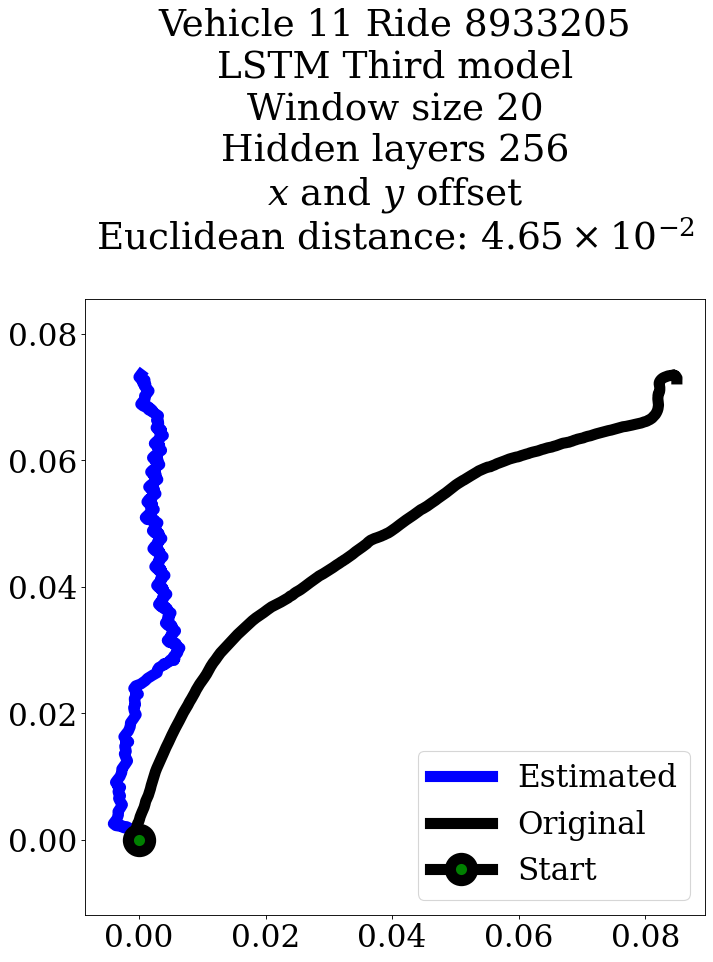 Vehicle 11 Ride 8933205
LSTM Third model
Window size 20
Hidden layers 256
x and y offset
Euclidean distance: 4.65 × 10⁻²
0.08
0.06
0.04
0.02
0.00
Estimated
Original
Start
0.00 0.02 0.04 0.06 0.08